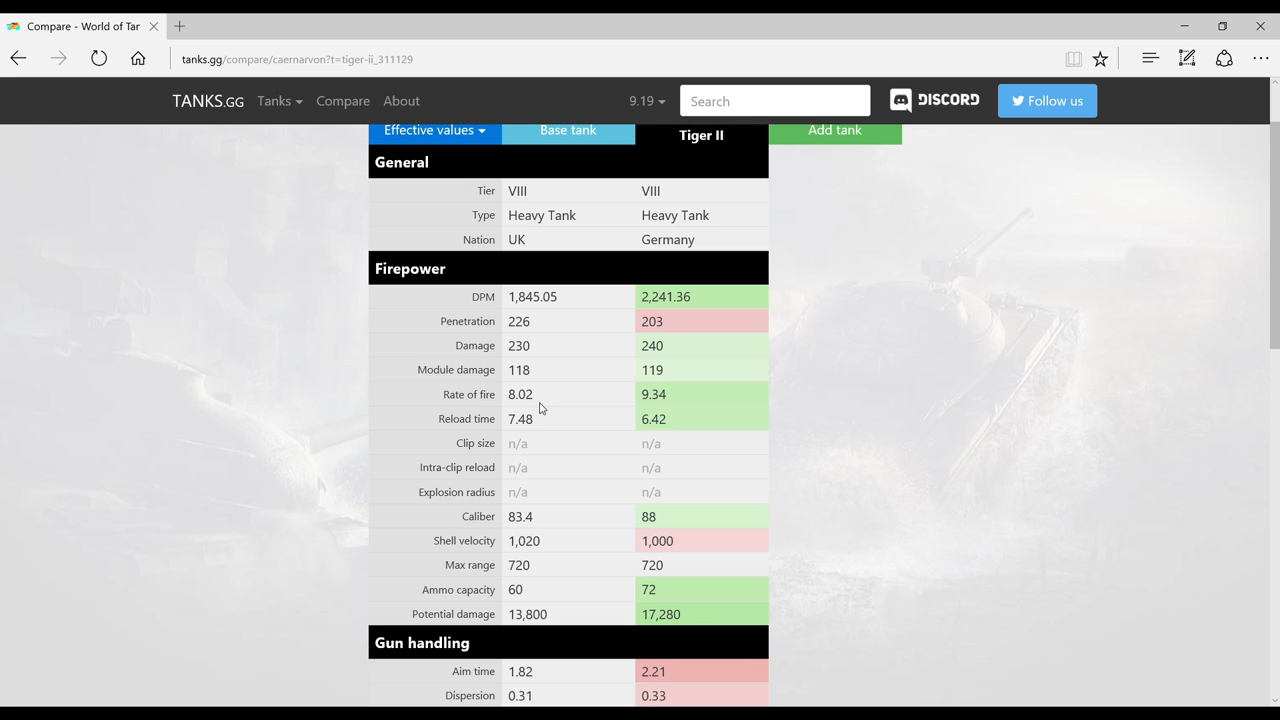 Compare - World of Tar
tanks.gg/compare/caernarvon?t=tiger-ii_311129
TANKS.GG Tanks Compare About 9.19 Search DISCORD Follow us
Effective values Base tank Tiger II Add tank
General
Tier VIII VIII
Type Heavy Tank Heavy Tank
Nation UK Germany
Firepower
DPM 1,845.05 2,241.36
Penetration 226 203
Damage 230 240
Module damage 118 119
Rate of fire 8.02 9.34
Reload time 7.48 6.42
Clip size n/a n/a
Intra-clip reload n/a n/a
Explosion radius n/a n/a
Caliber 83.4 88
Shell velocity 1,020 1,000
Max range 720 720
Ammo capacity 60 72
Potential damage 13,800 17,280
Gun handling
Aim time 1.82 2.21
Dispersion 0.31 0.33